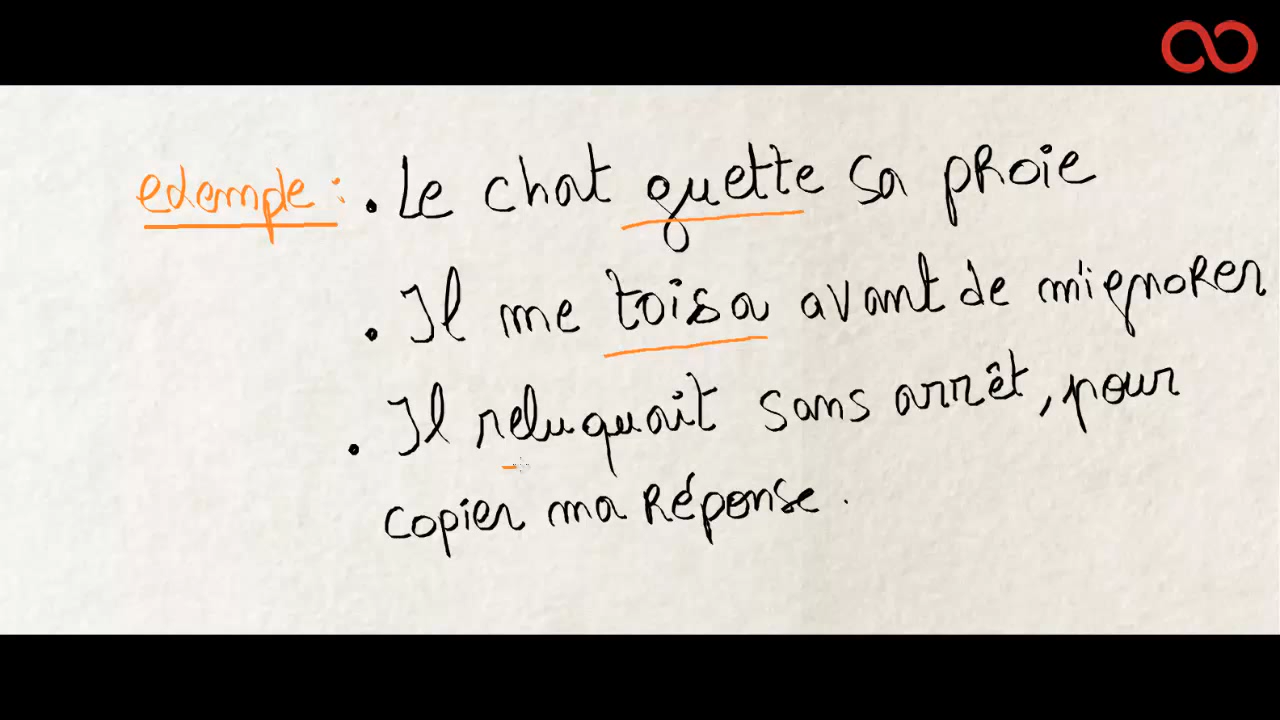 exemple : . Le chat guette sa proie
. Il me toisa avant de m'ignorer
. Il reluquait sans arrêt, pour
copier ma réponse.